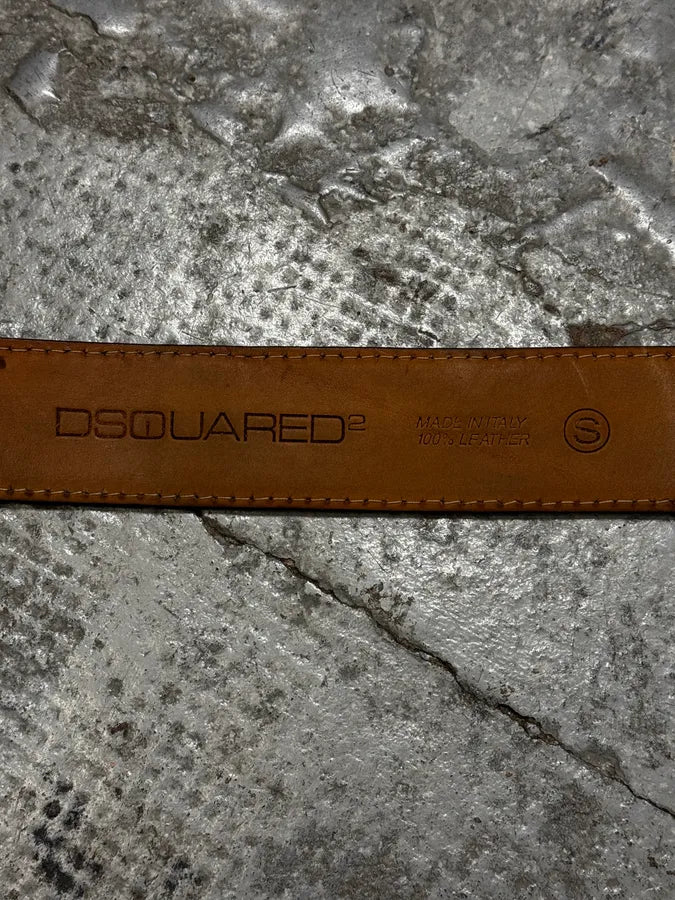 DSQUARED²
MADE IN ITALY
100% LEATHER
S